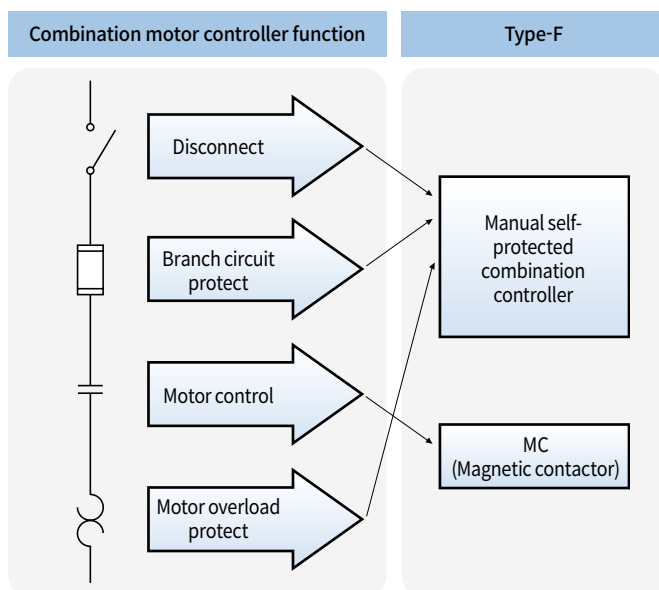 Combination motor controller function
Type-F
Disconnect
Branch circuit
protect
Motor control
Motor overload
protect
Manual self-
protected
combination
controller
MC
(Magnetic contactor)